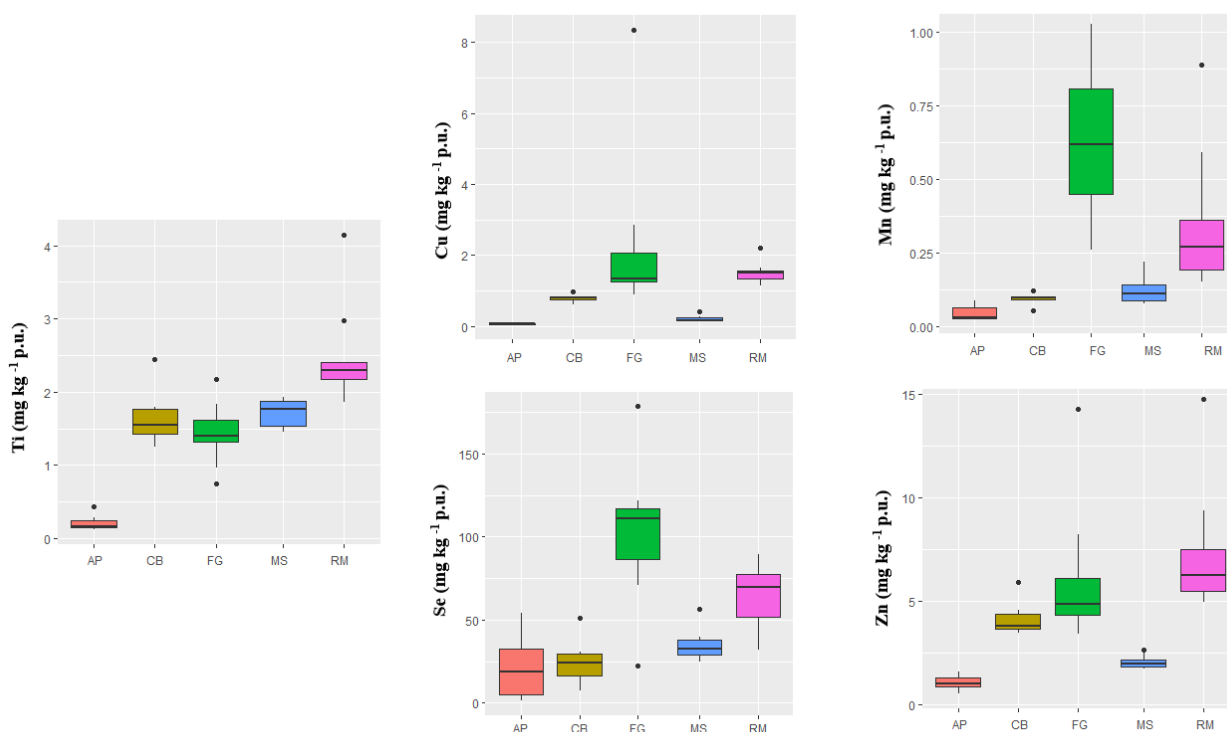 Ti (mg kg -1 p.u.)
4
3
2
1
0
AP CB FG MS RM
Cu (mg kg -1 p.u.)
8
6
4
2
0
AP CB FG MS RM
Mn (mg kg -1 p.u.)
1.00
0.75
0.50
0.25
0.00
AP CB FG MS RM
Se (mg kg -1 p.u.)
150
100
50
0
AP CB FG MS RM
Zn (mg kg -1 p.u.)
15
10
5
0
AP CB FG MS RM